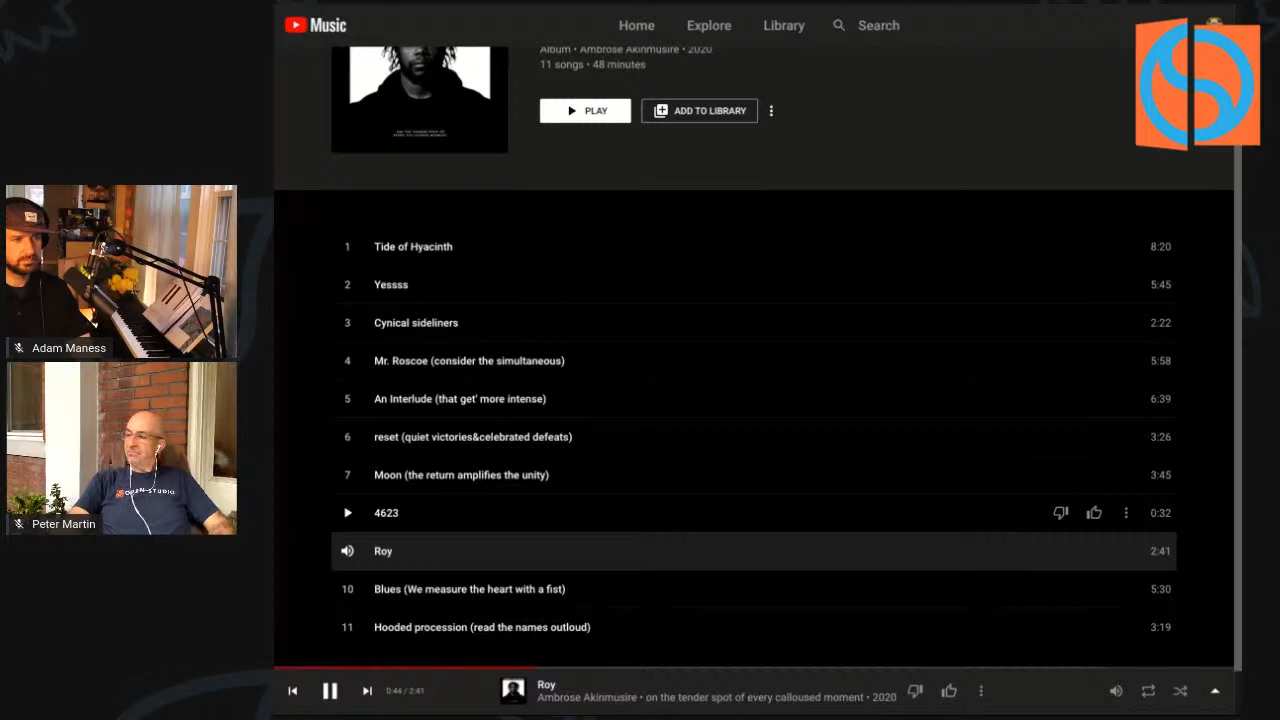 Music
Home
Explore
Library
Search
Album • Ambrose Akinmusire • 2020
11 songs • 48 minutes
PLAY
ADD TO LIBRARY
1 Tide of Hyacinth 8:20
2 Yessss 5:45
3 Cynical sideliners 2:22
4 Mr. Roscoe (consider the simultaneous) 5:58
5 An Interlude (that get' more intense) 6:39
6 reset (quiet victories&celebrated defeats) 3:26
7 Moon (the return amplifies the unity) 3:45
4623 0:32
Roy 2:41
10 Blues (We measure the heart with a fist) 5:30
11 Hooded procession (read the names outloud) 3:19
Adam Maness
OPEN STUDIO
Peter Martin
0:44 / 2:41
Roy
Ambrose Akinmusire • on the tender spot of every calloused moment • 2020